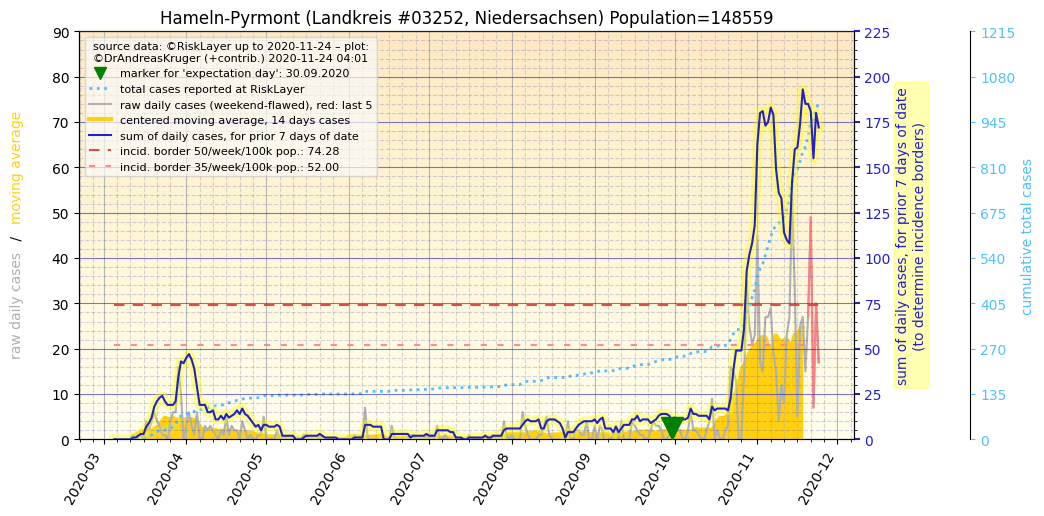 Hameln-Pyrmont (Landkreis #03252, Niedersachsen) Population=148559
source data: ©RiskLayer up to 2020-11-24 – plot:
©DrAndreasKruger (+contrib.) 2020-11-24 04:01
marker for 'expectation day': 30.09.2020
total cases reported at RiskLayer
raw daily cases (weekend-flawed), red: last 5
centered moving average, 14 days cases
sum of daily cases, for prior 7 days of date
incid. border 50/week/100k pop.: 74.28
incid. border 35/week/100k pop.: 52.00
raw daily cases / moving average
90
80
70
60
50
40
30
20
10
0
2020-03
2020-04
2020-05
2020-06
2020-07
2020-08
2020-09
2020-10
2020-11
2020-12
225
200
175
150
125
100
75
50
25
0
sum of daily cases, for prior 7 days of date
(to determine incidence borders)
1215
1080
945
810
675
540
405
270
135
0
cumulative total cases